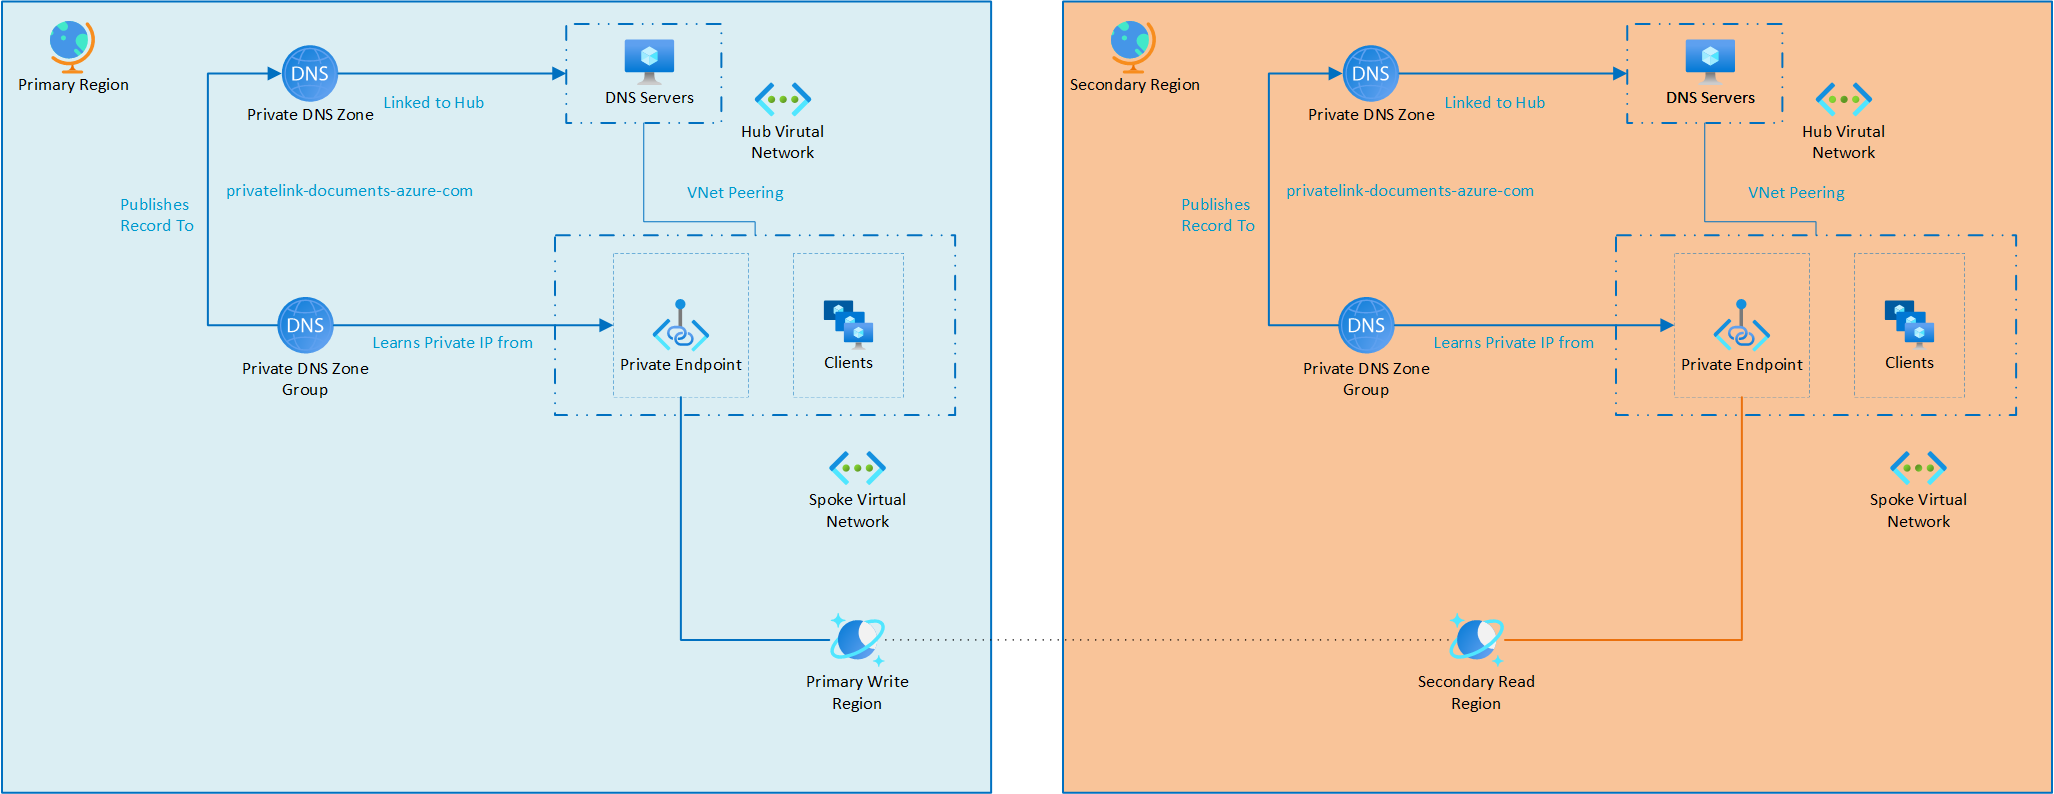 Primary Region
DNS
Private DNS Zone
Linked to Hub
DNS Servers
Hub Virutal
Network
privatelink-documents-azure-com
VNet Peering
Publishes
Record To
DNS
Private DNS Zone
Group
Learns Private IP from
Private Endpoint
Clients
Spoke Virtual
Network
Primary Write
Region
Secondary Region
DNS
Private DNS Zone
Linked to Hub
DNS Servers
Hub Virutal
Network
privatelink-documents-azure-com
VNet Peering
Publishes
Record To
DNS
Private DNS Zone
Group
Learns Private IP from
Private Endpoint
Clients
Spoke Virtual
Network
Secondary Read
Region